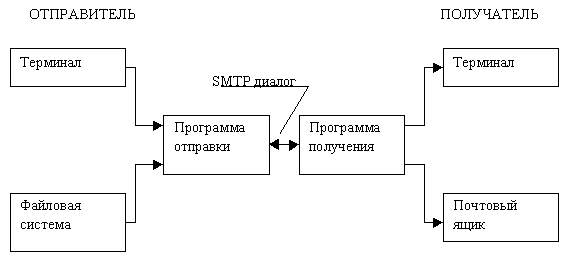 ОТПРАВИТЕЛЬ
ПОЛУЧАТЕЛЬ
Терминал
Терминал
SMTP диалог
Программа
отправки
Программа
получения
Файловая
система
Почтовый
ящик